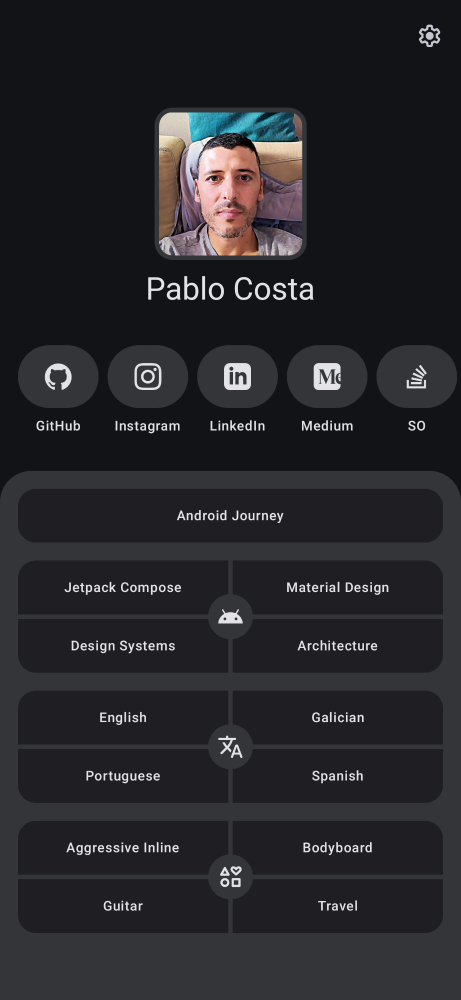 Pablo Costa
GitHub
Instagram
LinkedIn
Medium
SO
Android Journey
Jetpack Compose
Material Design
Design Systems
Architecture
English
Galician
Portuguese
Spanish
Aggressive Inline
Bodyboard
Guitar
Travel